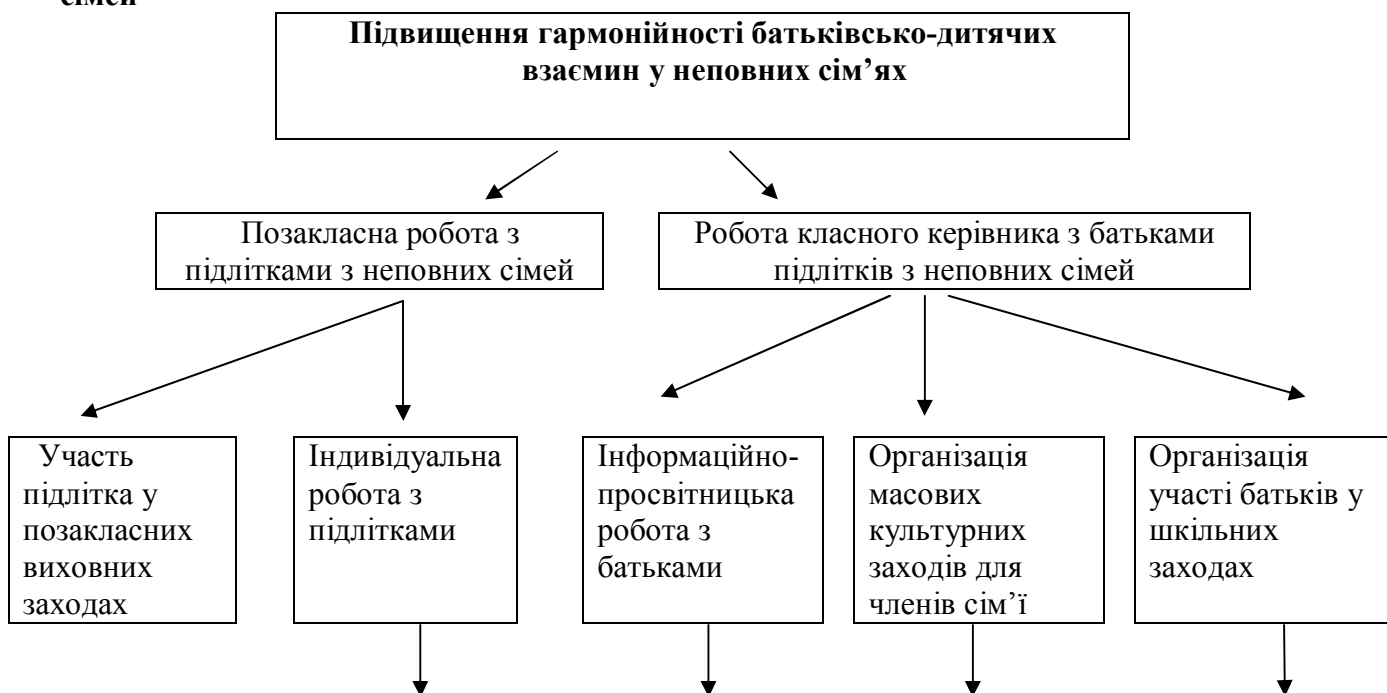 сімей
Підвищення гармонійності батьківсько-дитячих
взаємин у неповних сім’ях
Позакласна робота з
підлітками з неповних сімей
Робота класного керівника з батьками
підлітків з неповних сімей
Участь
підлітка у
позакласних
виховних
заходах
Індивідуальна
робота з
підлітками
Інформаційно-
просвітницька
робота з
батьками
Організація
масових
культурних
заходів для
членів сім’ї
Організація
участі батьків у
шкільних
заходах